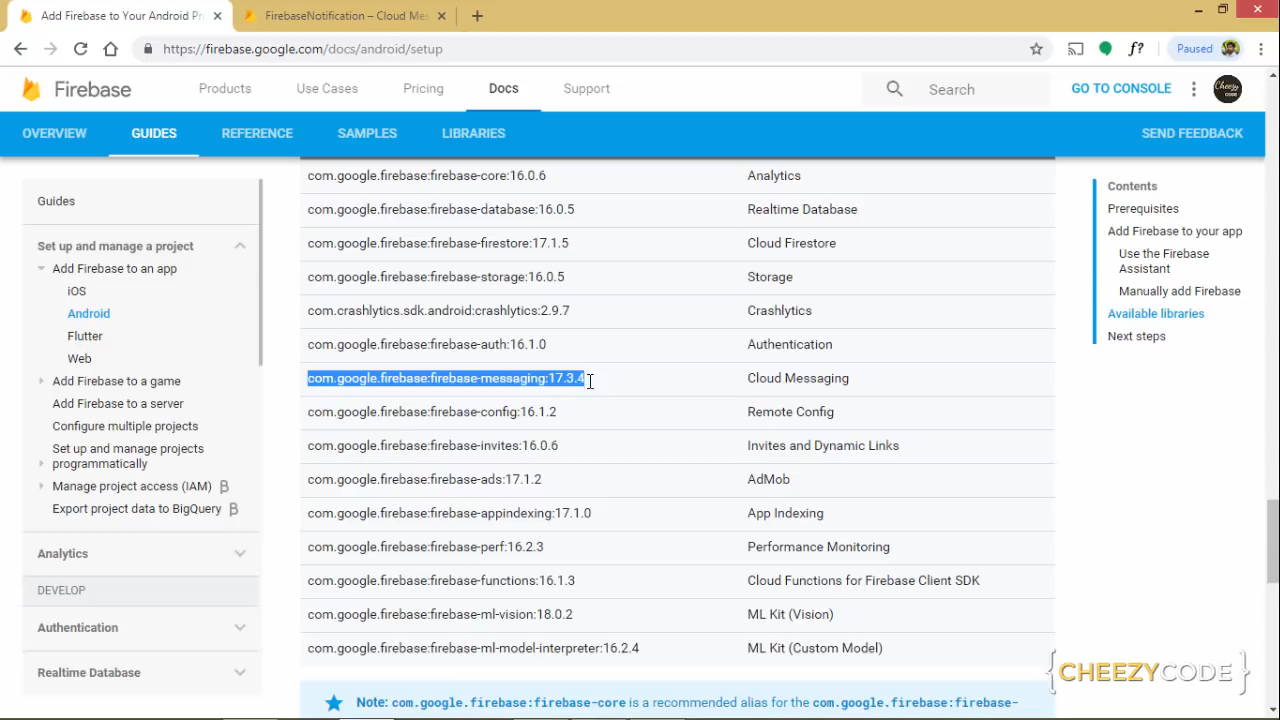 Add Firebase to Your Android Pr
FirebaseNotification – Cloud Mes
https://firebase.google.com/docs/android/setup
f?
Paused
Firebase
Products
Use Cases
Pricing
Docs
Support
Search
GO TO CONSOLE
Cheezy
CODE
OVERVIEW
GUIDES
REFERENCE
SAMPLES
LIBRARIES
SEND FEEDBACK
Guides
Set up and manage a project
Add Firebase to an app
iOS
Android
Flutter
Web
Add Firebase to a game
Add Firebase to a server
Configure multiple projects
Set up and manage projects
programmatically
Manage project access (IAM) β
Export project data to BigQuery β
Analytics
DEVELOP
Authentication
Realtime Database
com.google.firebase:firebase-core:16.0.6 Analytics
com.google.firebase:firebase-database:16.0.5 Realtime Database
com.google.firebase:firebase-firestore:17.1.5 Cloud Firestore
com.google.firebase:firebase-storage:16.0.5 Storage
com.crashlytics.sdk.android:crashlytics:2.9.7 Crashlytics
com.google.firebase:firebase-auth:16.1.0 Authentication
com.google.firebase:firebase-messaging:17.3.4 Cloud Messaging
com.google.firebase:firebase-config:16.1.2 Remote Config
com.google.firebase:firebase-invites:16.0.6 Invites and Dynamic Links
com.google.firebase:firebase-ads:17.1.2 AdMob
com.google.firebase:firebase-appindexing:17.1.0 App Indexing
com.google.firebase:firebase-perf:16.2.3 Performance Monitoring
com.google.firebase:firebase-functions:16.1.3 Cloud Functions for Firebase Client SDK
com.google.firebase:firebase-ml-vision:18.0.2 ML Kit (Vision)
com.google.firebase:firebase-ml-model-interpreter:16.2.4 ML Kit (Custom Model)
Note: com.google.firebase:firebase-core is a recommended alias for the com.google.firebase:firebase-
Contents
Prerequisites
Add Firebase to your app
Use the Firebase
Assistant
Manually add Firebase
Available libraries
Next steps
{CHEEZYCODE}